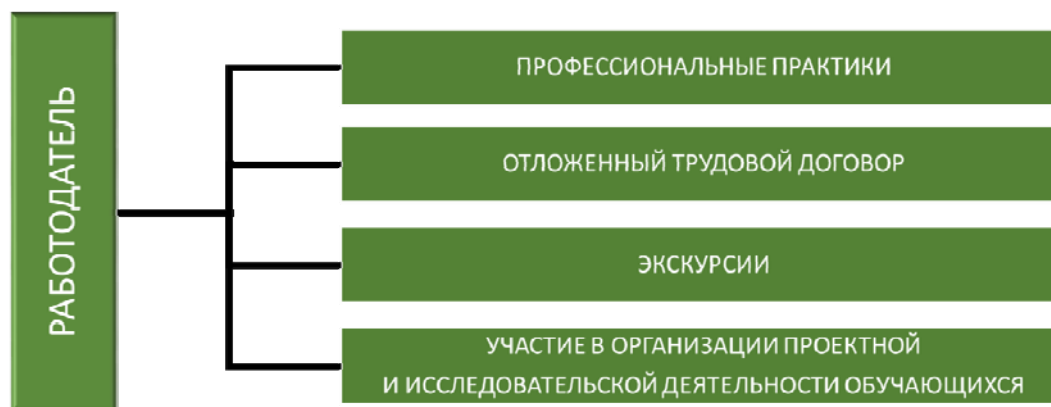 РАБОТОДАТЕЛЬ
ПРОФЕССИОНАЛЬНЫЕ ПРАКТИКИ
ОТЛОЖЕННЫЙ ТРУДОВОЙ ДОГОВОР
ЭКСКУРСИИ
УЧАСТИЕ В ОРГАНИЗАЦИИ ПРОЕКТНОЙ
И ИССЛЕДОВАТЕЛЬСКОЙ ДЕЯТЕЛЬНОСТИ ОБУЧАЮЩИХСЯ